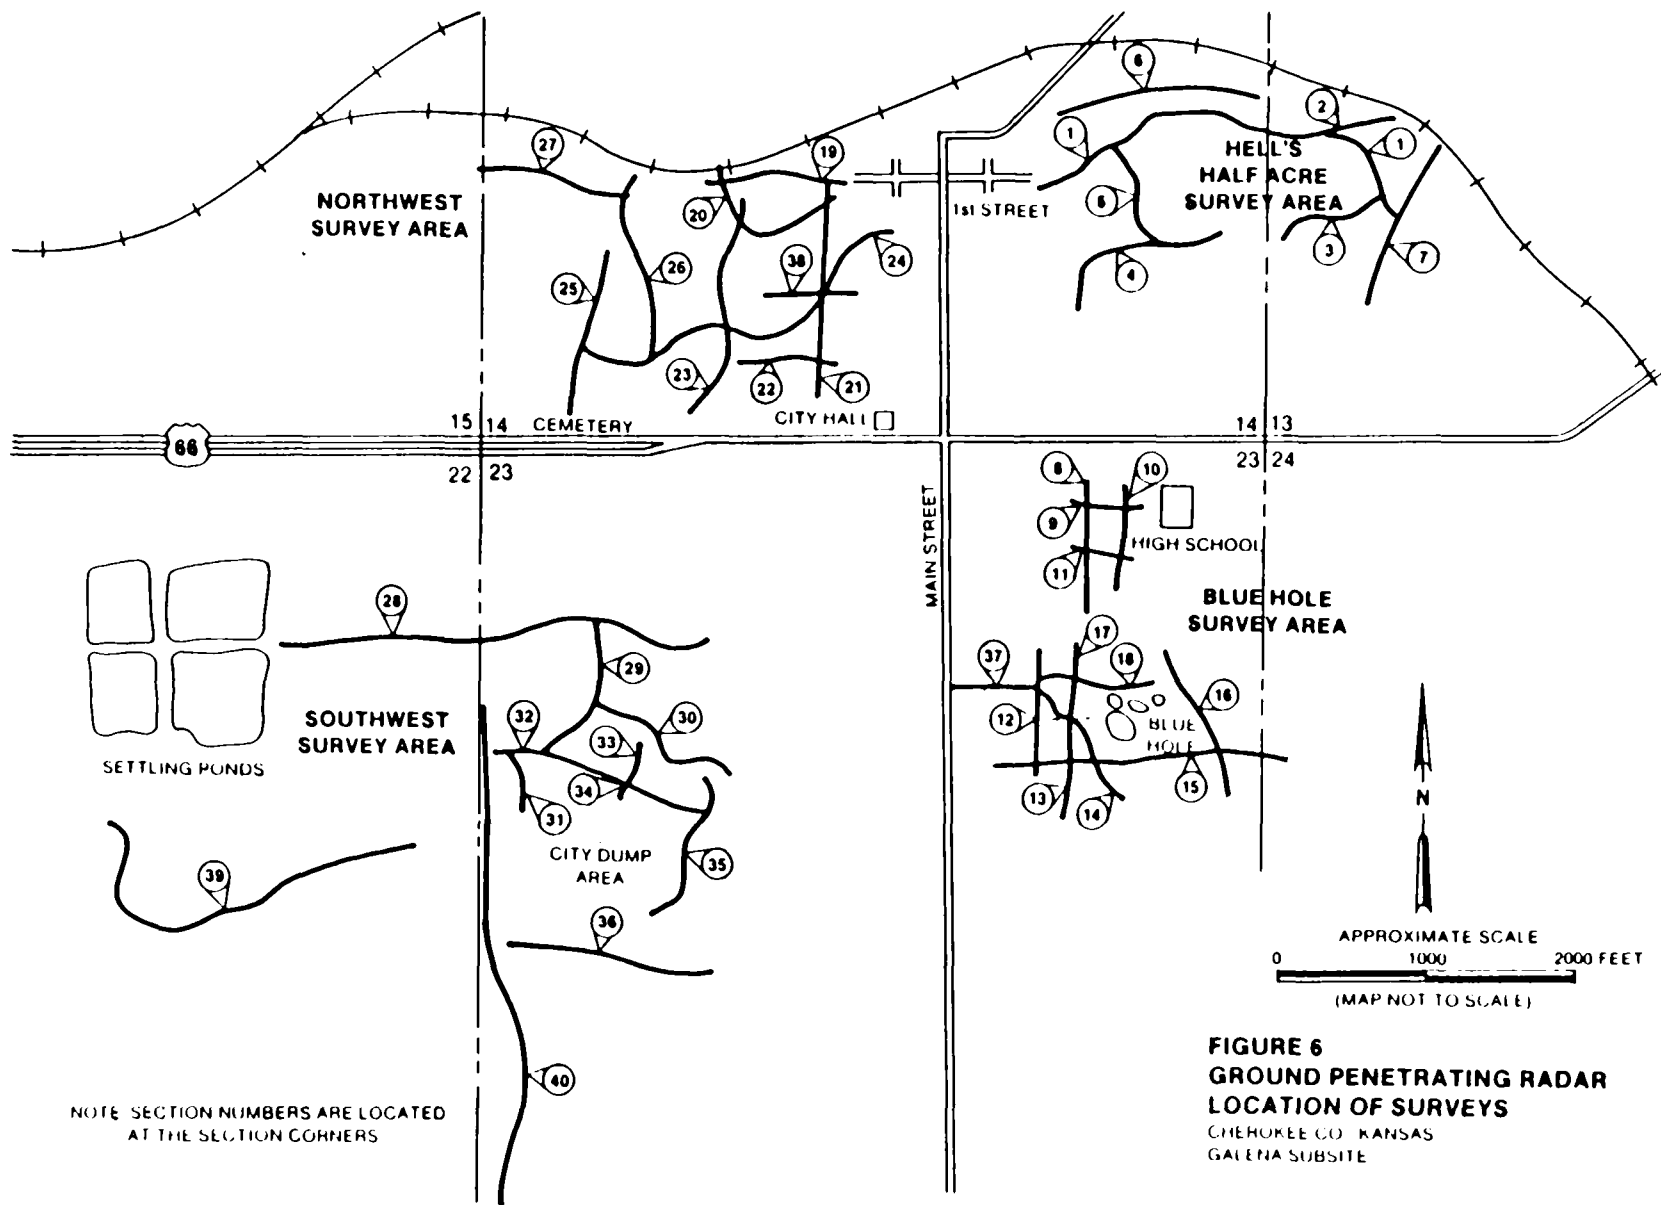 6
2
1
1
27
19
HELL'S
HALF ACRE
SURVEY AREA
NORTHWEST
SURVEY AREA
20
1st STREET
6
3
7
4
24
38
26
25
23
22
21
15 14
CEMETERY
CITY HALL
14 13
66
22 23
23 24
8
10
9
HIGH SCHOOL
11
MAIN STREET
28
BLUE HOLE
SURVEY AREA
17
29
37
18
16
30
32
12
SOUTHWEST
SURVEY AREA
33
BLUE
HOLE
SETTLING PONDS
34
13
14
15
31
CITY DUMP
AREA
35
39
N
36
APPROXIMATE SCALE
0 1000 2000 FEET
(MAP NOT TO SCALE)
FIGURE 6
GROUND PENETRATING RADAR
LOCATION OF SURVEYS
CHEROKEE CO KANSAS
GALENA SUBSITE
40
NOTE SECTION NUMBERS ARE LOCATED
AT THE SECTION CORNERS